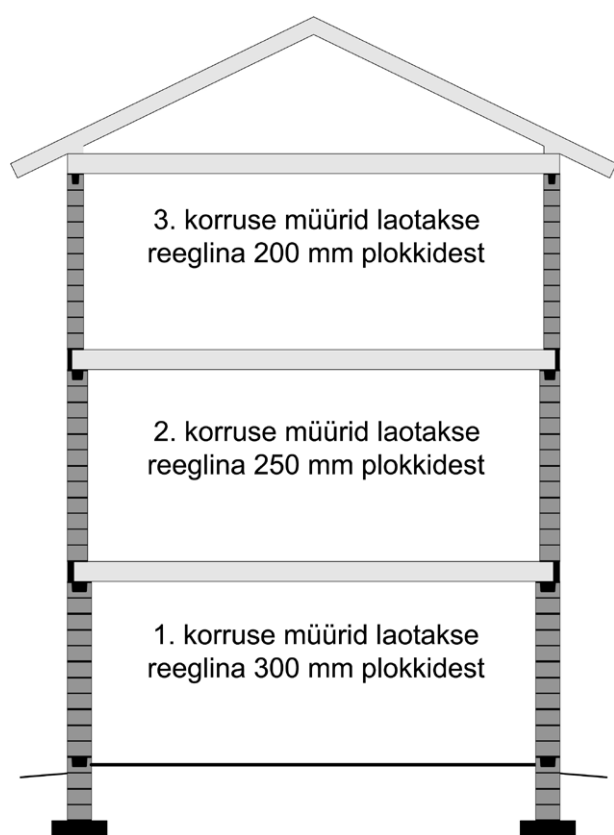 3. korruse müürid laotakse
reeglina 200 mm plokkidest
2. korruse müürid laotakse
reeglina 250 mm plokkidest
1. korruse müürid laotakse
reeglina 300 mm plokkidest